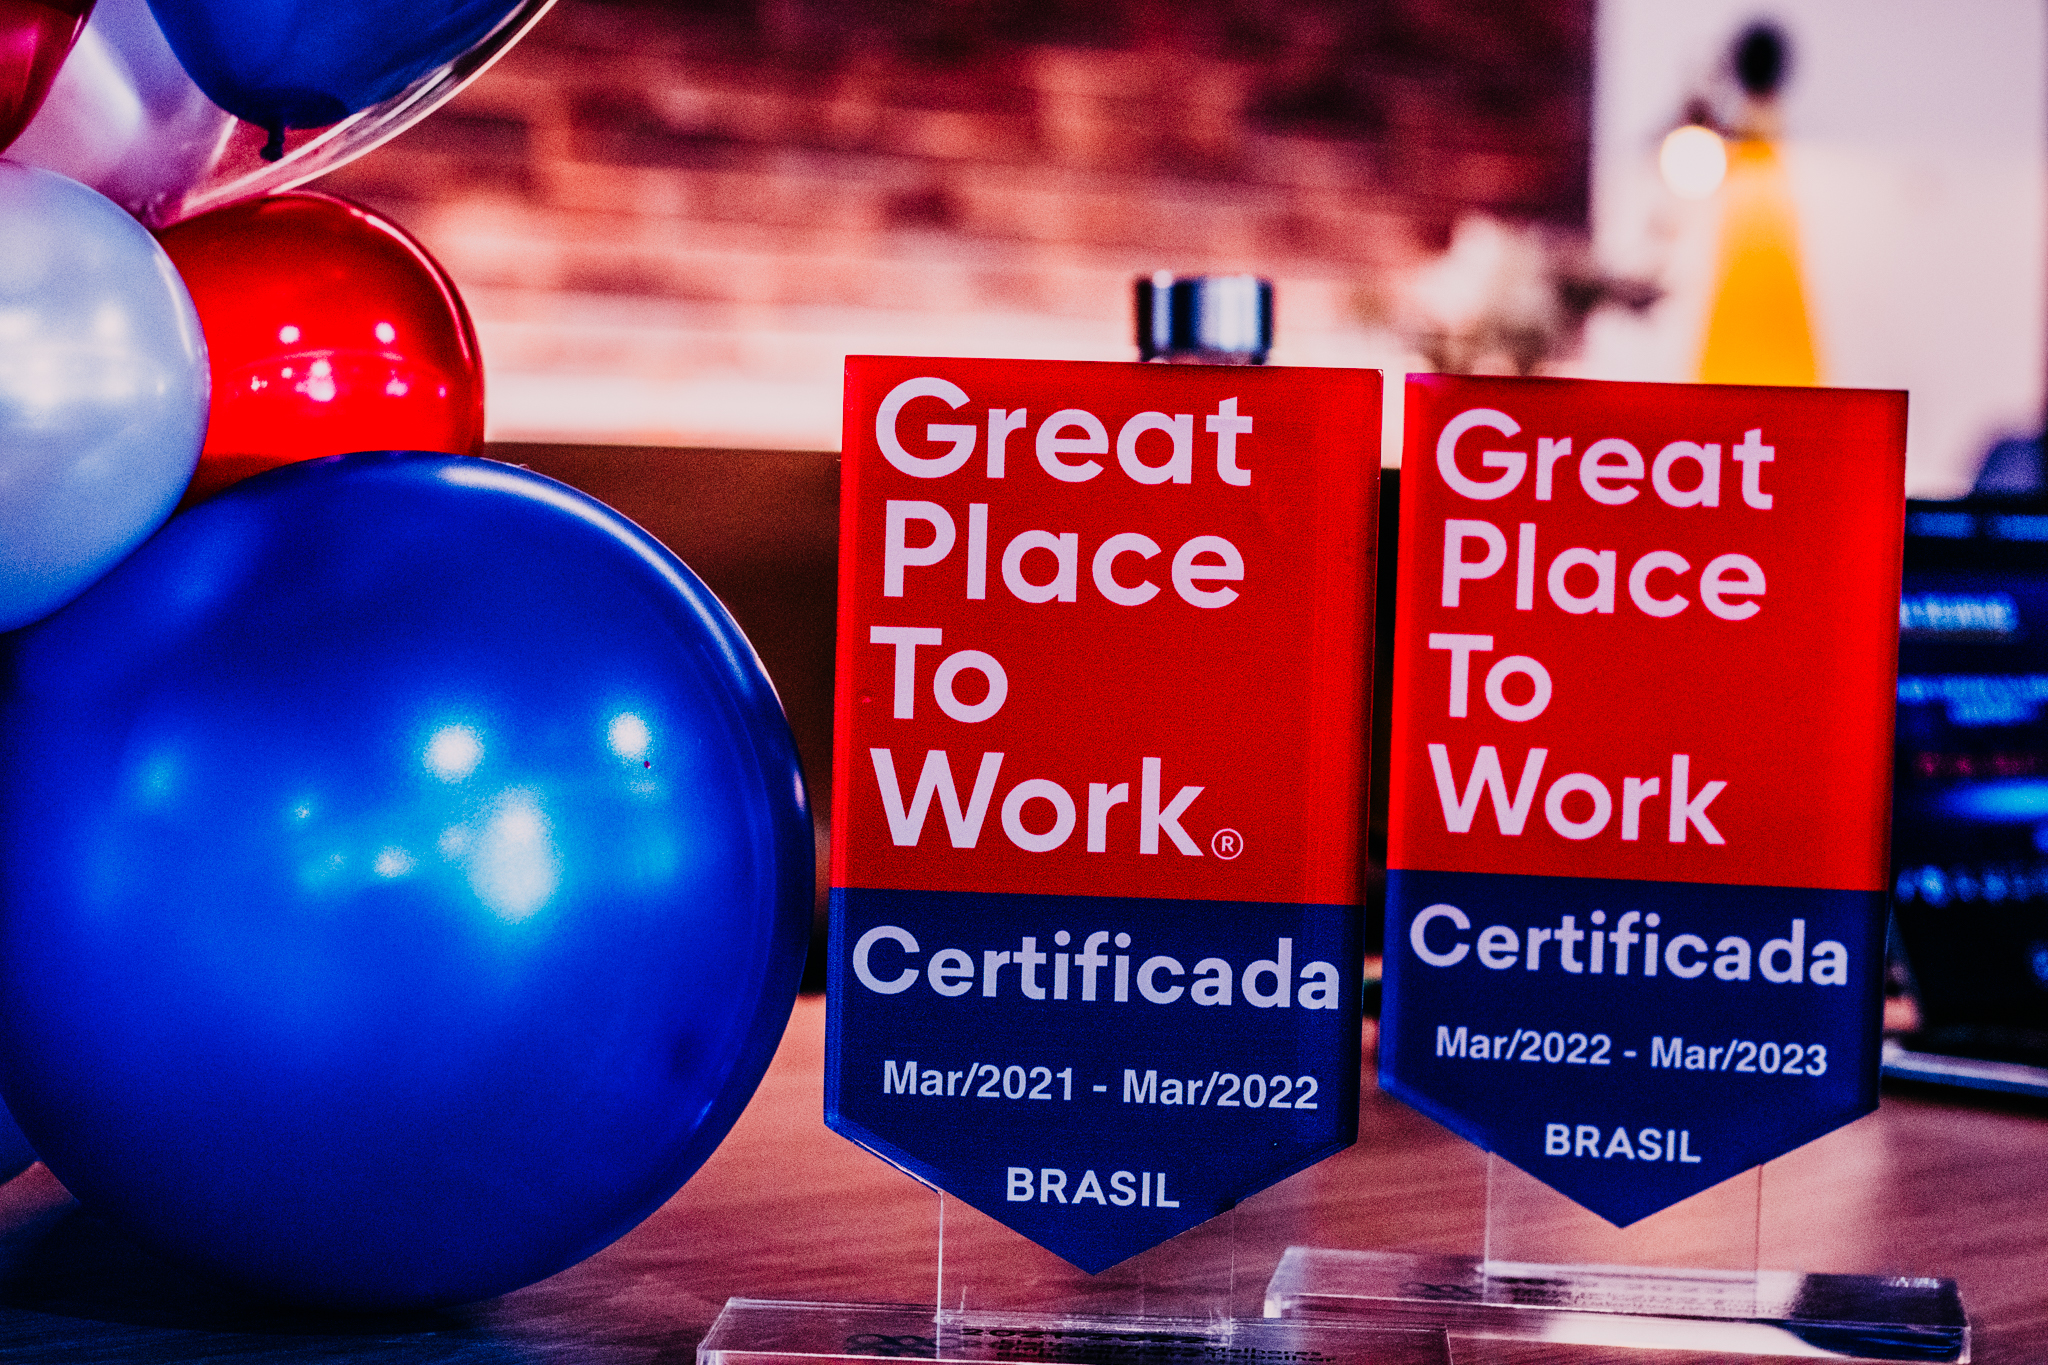 Great
Place
To
Work®
Certificada
Mar/2021 - Mar/2022
BRASIL
Great
Place
To
Work
Certificada
Mar/2022 - Mar/2023
BRASIL